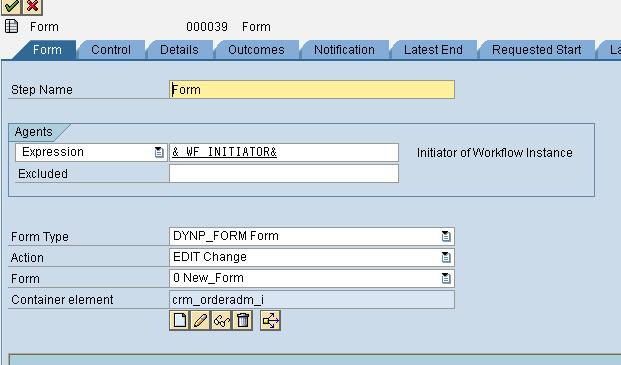 Form 000039 Form
Form Control Details Outcomes Notification Latest End Requested Start La
Step Name Form
Agents
Expression &_WF_INITIATOR& Initiator of Workflow Instance
Excluded
Form Type DYNP_FORM Form
Action EDIT Change
Form 0 New_Form
Container element crm_orderadm_i